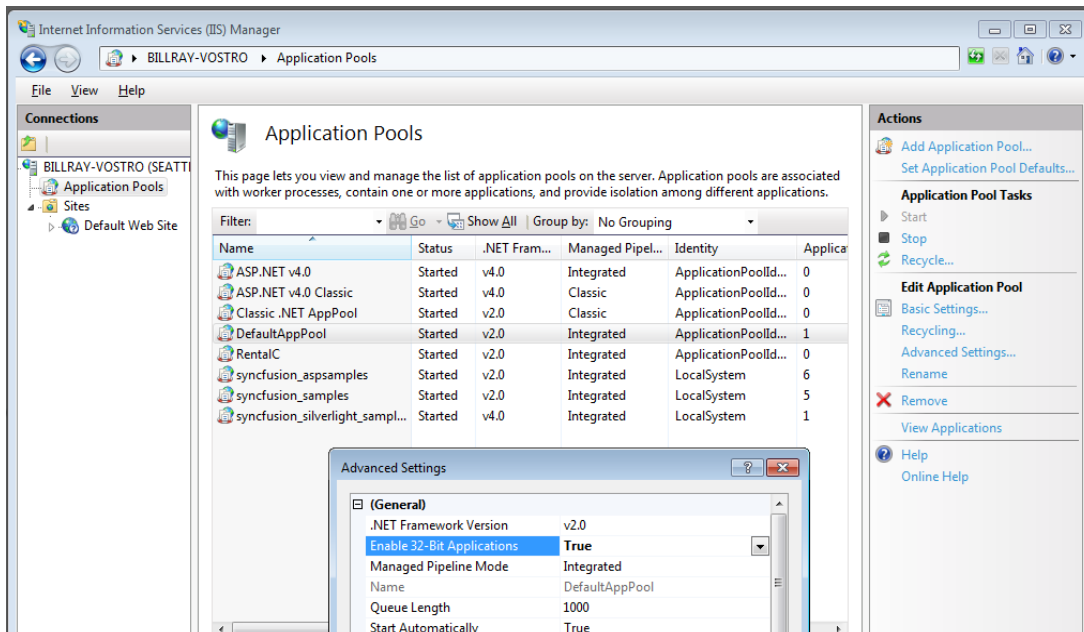 Internet Information Services (IIS) Manager
BILLRAY-VOSTRO Application Pools
File View Help
Connections
BILLRAY-VOSTRO (SEATTI
Application Pools
Sites
Default Web Site
Application Pools
This page lets you view and manage the list of application pools on the server. Application pools are associated
with worker processes, contain one or more applications, and provide isolation among different applications.
Filter: Go Show All Group by: No Grouping
Name Status .NET Fram... Managed Pipel... Identity Applica
ASP.NET v4.0 Started v4.0 Integrated ApplicationPoolId... 0
ASP.NET v4.0 Classic Started v4.0 Classic ApplicationPoolId... 0
Classic .NET AppPool Started v2.0 Classic ApplicationPoolId... 0
DefaultAppPool Started v2.0 Integrated ApplicationPoolId... 1
RentalC Started v2.0 Integrated ApplicationPoolId... 0
syncfusion_aspsamples Started v2.0 Integrated LocalSystem 6
syncfusion_samples Started v2.0 Integrated LocalSystem 5
syncfusion_silverlight_sampl... Started v4.0 Integrated LocalSystem 1
Advanced Settings
(General)
.NET Framework Version v2.0
Enable 32-Bit Applications True
Managed Pipeline Mode Integrated
Name DefaultAppPool
Queue Length 1000
Start Automatically True
Actions
Add Application Pool...
Set Application Pool Defaults...
Application Pool Tasks
Start
Stop
Recycle...
Edit Application Pool
Basic Settings...
Recycling...
Advanced Settings...
Rename
Remove
View Applications
Help
Online Help